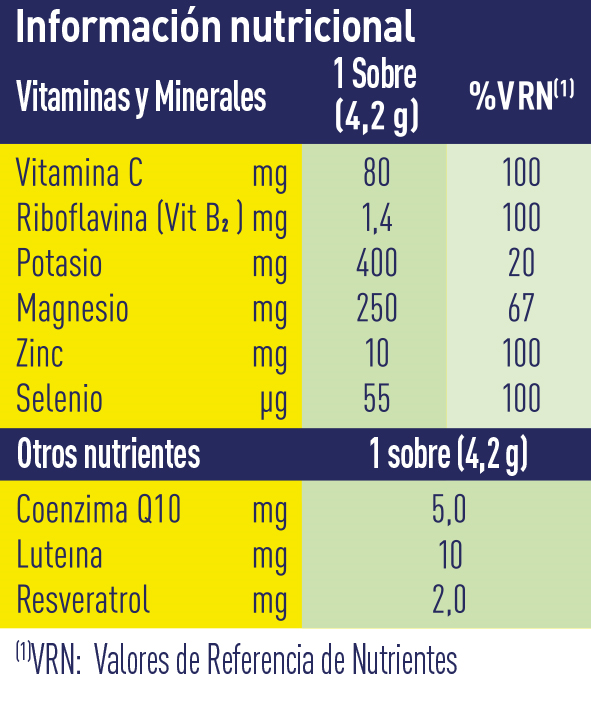 Información nutricional
Vitaminas y Minerales 1 Sobre (4,2 g) %VRN(1)
Vitamina C mg 80 100
Riboflavina (Vit B₂ ) mg 1,4 100
Potasio mg 400 20
Magnesio mg 250 67
Zinc mg 10 100
Selenio µg 55 100
Otros nutrientes 1 sobre (4,2 g)
Coenzima Q10 mg 5,0
Luteına mg 10
Resveratrol mg 2,0
(1)VRN: Valores de Referencia de Nutrientes